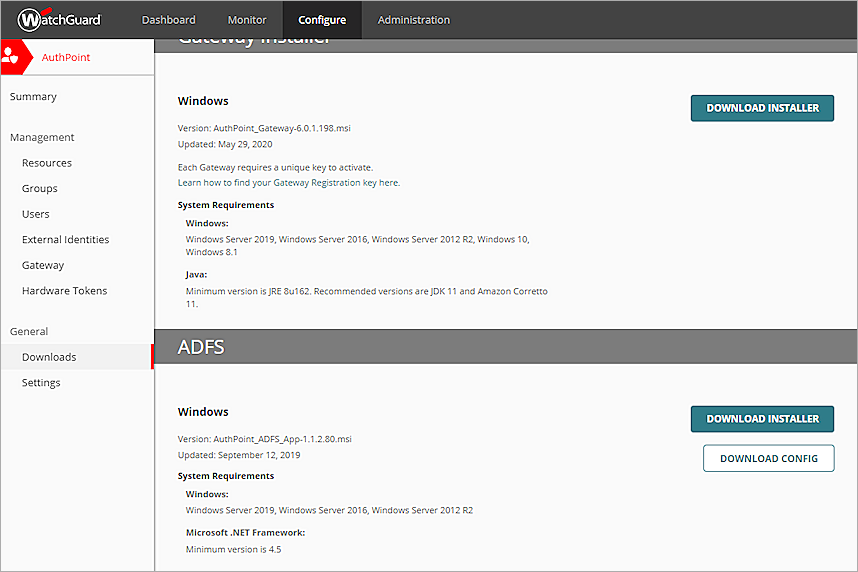 WatchGuard Dashboard Monitor Configure Administration
AuthPoint
Summary
Management
Resources
Groups
Users
External Identities
Gateway
Hardware Tokens
General
Downloads
Settings
Gateway Installer
Windows
DOWNLOAD INSTALLER
Version: AuthPoint_Gateway-6.0.1.198.msi
Updated: May 29, 2020
Each Gateway requires a unique key to activate.
Learn how to find your Gateway Registration key here.
System Requirements
Windows:
Windows Server 2019, Windows Server 2016, Windows Server 2012 R2, Windows 10,
Windows 8.1
Java:
Minimum version is JRE 8u162. Recommended versions are JDK 11 and Amazon Corretto
11.
ADFS
Windows
DOWNLOAD INSTALLER
Version: AuthPoint_ADFS_App-1.1.2.80.msi
Updated: September 12, 2019
DOWNLOAD CONFIG
System Requirements
Windows:
Windows Server 2019, Windows Server 2016, Windows Server 2012 R2
Microsoft .NET Framework:
Minimum version is 4.5